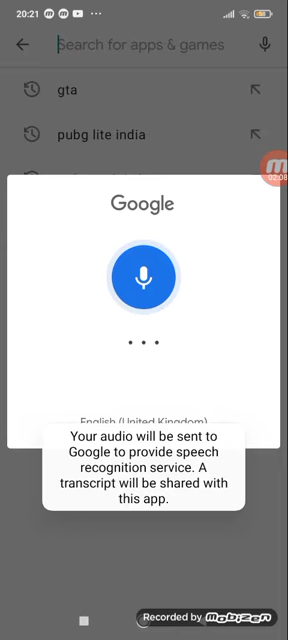 20:21
Search for apps & games
gta
pubg lite india
02:08
Google
English (United Kingdom)
Your audio will be sent to
Google to provide speech
recognition service. A
transcript will be shared with
this app.
Recorded by mobizen